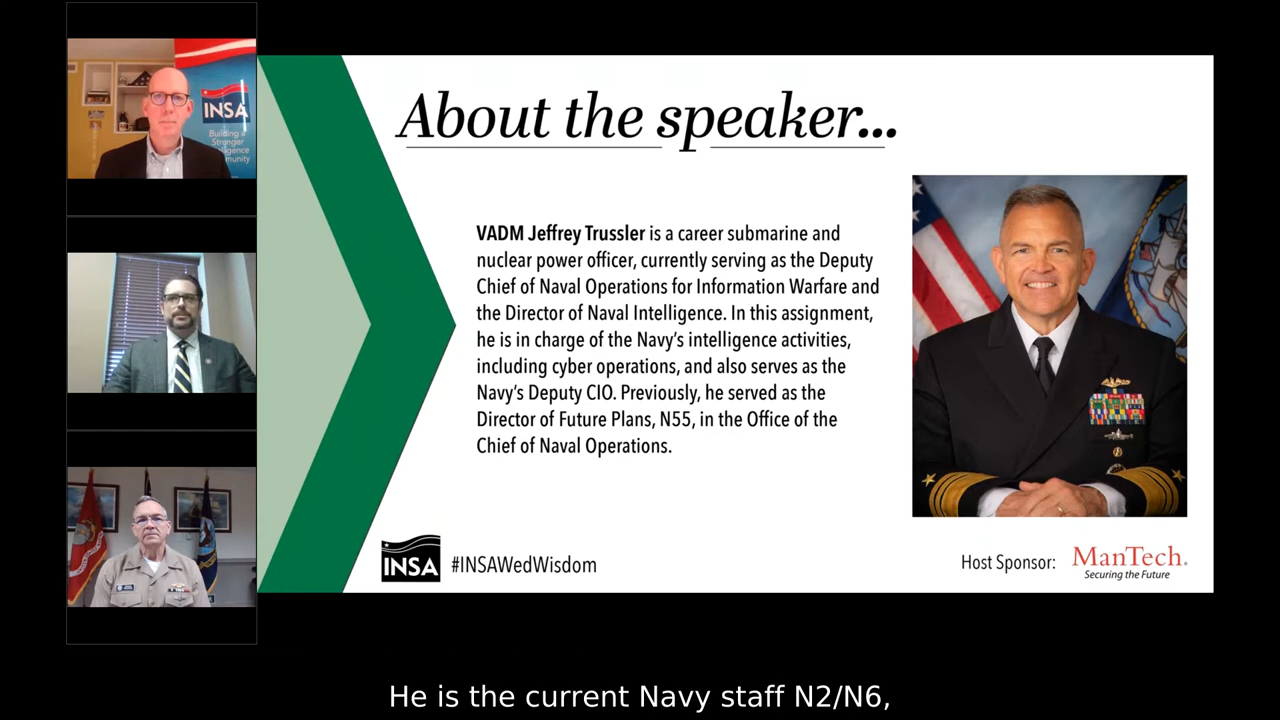 INSA
Building a
Stronger
Intelligence
Community
About the speaker...
VADM Jeffrey Trussler is a career submarine and
nuclear power officer, currently serving as the Deputy
Chief of Naval Operations for Information Warfare and
the Director of Naval Intelligence. In this assignment,
he is in charge of the Navy’s intelligence activities,
including cyber operations, and also serves as the
Navy’s Deputy CIO. Previously, he served as the
Director of Future Plans, N55, in the Office of the
Chief of Naval Operations.
INSA #INSAWedWisdom
Host Sponsor: ManTech®
Securing the Future
He is the current Navy staff N2/N6,